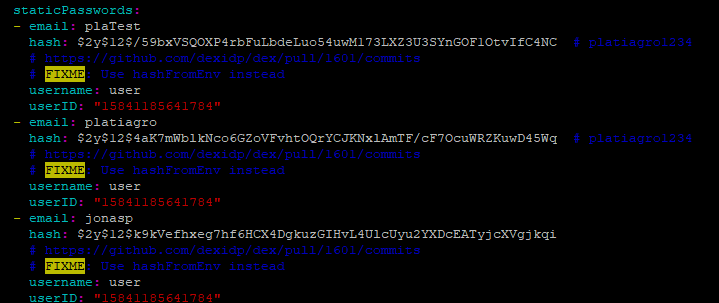 staticPasswords:
- email: plaTest
hash: $2y$12$/59bxVSQOXP4rbFuLbdeLuo54uwMl73LXZ3U3SYnGOF1OtvIfC4NC # platiagro1234
# https://github.com/dexidp/dex/pull/1601/commits
# FIXME: Use hashFromEnv instead
username: user
userID: "15841185641784"
- email: platiagro
hash: $2y$12$4aK7mWblkNco6GZoVFvhtOQrYCJKNxlAmTF/cF7OcuWRZKuwD45Wq # platiagro1234
# https://github.com/dexidp/dex/pull/1601/commits
# FIXME: Use hashFromEnv instead
username: user
userID: "15841185641784"
- email: jonasp
hash: $2y$12$k9kVefhxeg7hf6HCX4DgkuzGIHvL4UlcUyu2YXDcEATyjcXVgjkqi
# https://github.com/dexidp/dex/pull/1601/commits
# FIXME: Use hashFromEnv instead
username: user
userID: "15841185641784"